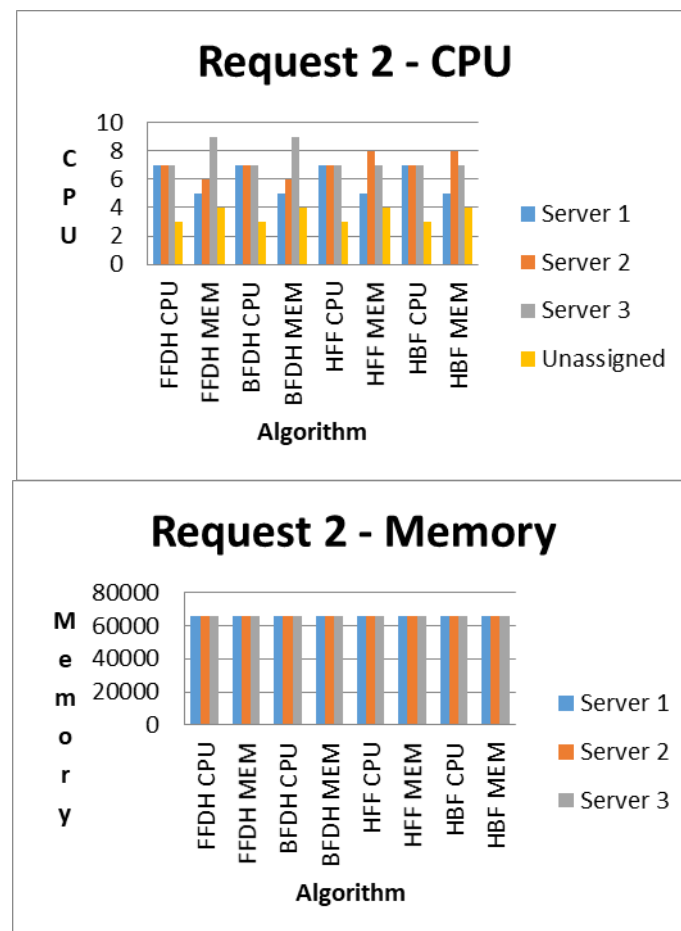 Request 2 - CPU
C
P
U
10
8
6
4
2
0
FFDH CPU
FFDH MEM
BFDH CPU
BFDH MEM
HFF CPU
HFF MEM
HBF CPU
HBF MEM
Algorithm
Server 1
Server 2
Server 3
Unassigned
Request 2 - Memory
M
e
m
o
r
y
80000
60000
40000
20000
0
FFDH CPU
FFDH MEM
BFDH CPU
BFDH MEM
HFF CPU
HFF MEM
HBF CPU
HBF MEM
Algorithm
Server 1
Server 2
Server 3